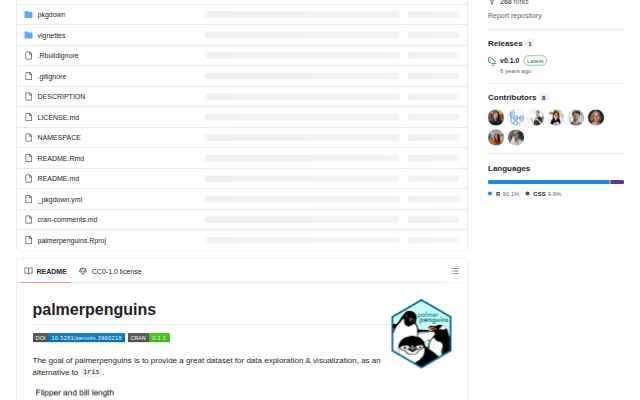 268 forks
pkgdown
Report repository
vignettes
.Rbuildignore
Releases 1
v0.1.0 Latest
.gitignore
5 years ago
DESCRIPTION
Contributors 8
LICENSE.md
NAMESPACE
README.Rmd
Languages
README.md
R 90.1% CSS 9.9%
_pkgdown.yml
cran-comments.md
palmerpenguins.Rproj
README CC0-1.0 license
palmerpenguins
palmer
penguins
DOI 10.5281/zenodo.3960218 CRAN 0.1.1
The goal of palmerpenguins is to provide a great dataset for data exploration & visualization, as an
alternative to iris.
Flipper and bill length